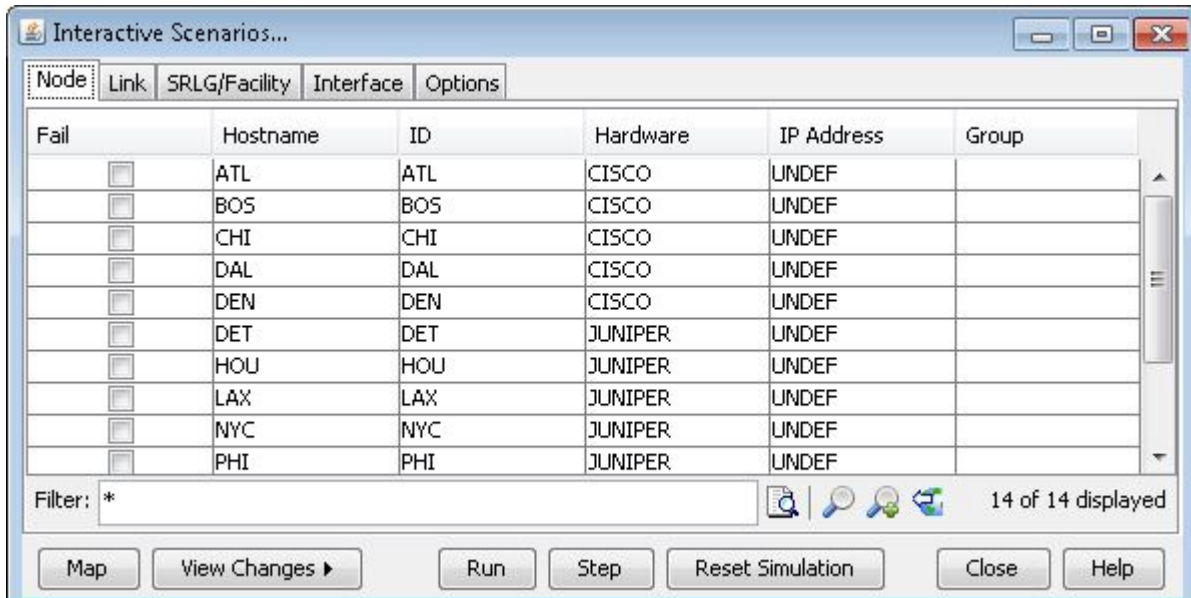 Interactive Scenarios...
Node Link SRLG/Facility Interface Options
Fail Hostname ID Hardware IP Address Group
ATL ATL CISCO UNDEF
BOS BOS CISCO UNDEF
CHI CHI CISCO UNDEF
DAL DAL CISCO UNDEF
DEN DEN CISCO UNDEF
DET DET JUNIPER UNDEF
HOU HOU JUNIPER UNDEF
LAX LAX JUNIPER UNDEF
NYC NYC JUNIPER UNDEF
PHI PHI JUNIPER UNDEF
Filter: * 14 of 14 displayed
Map View Changes Run Step Reset Simulation Close Help